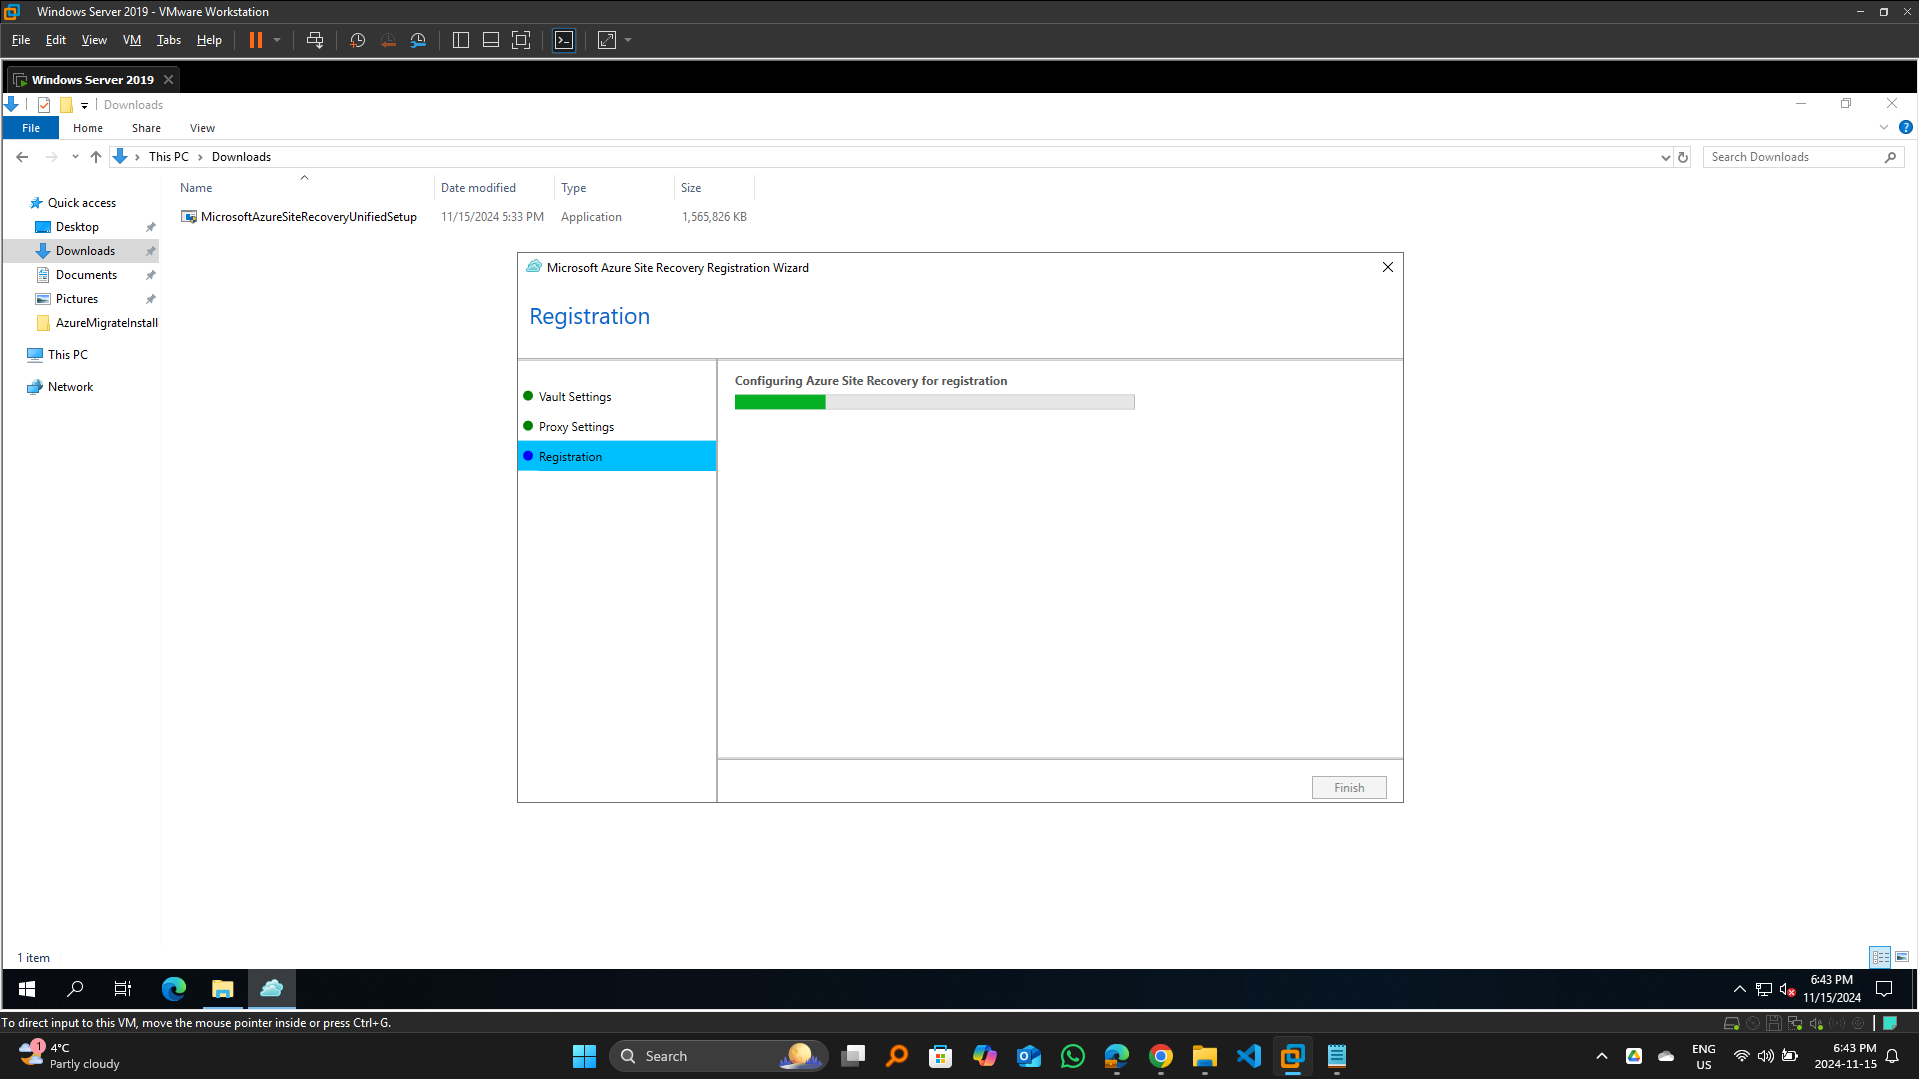 Windows Server 2019 - VMware Workstation
File Edit View VM Tabs Help
Windows Server 2019
Downloads
File Home Share View
This PC Downloads
Search Downloads
Name Date modified Type Size
MicrosoftAzureSiteRecoveryUnifiedSetup 11/15/2024 5:33 PM Application 1,565,826 KB
Quick access
Desktop
Downloads
Documents
Pictures
AzureMigrateInstall
This PC
Network
Microsoft Azure Site Recovery Registration Wizard
Registration
Vault Settings
Proxy Settings
Registration
Configuring Azure Site Recovery for registration
Finish
1 item
6:43 PM
11/15/2024
To direct input to this VM, move the mouse pointer inside or press Ctrl+G.
1
4°C
Partly cloudy
Search
ENG
US
6:43 PM
2024-11-15